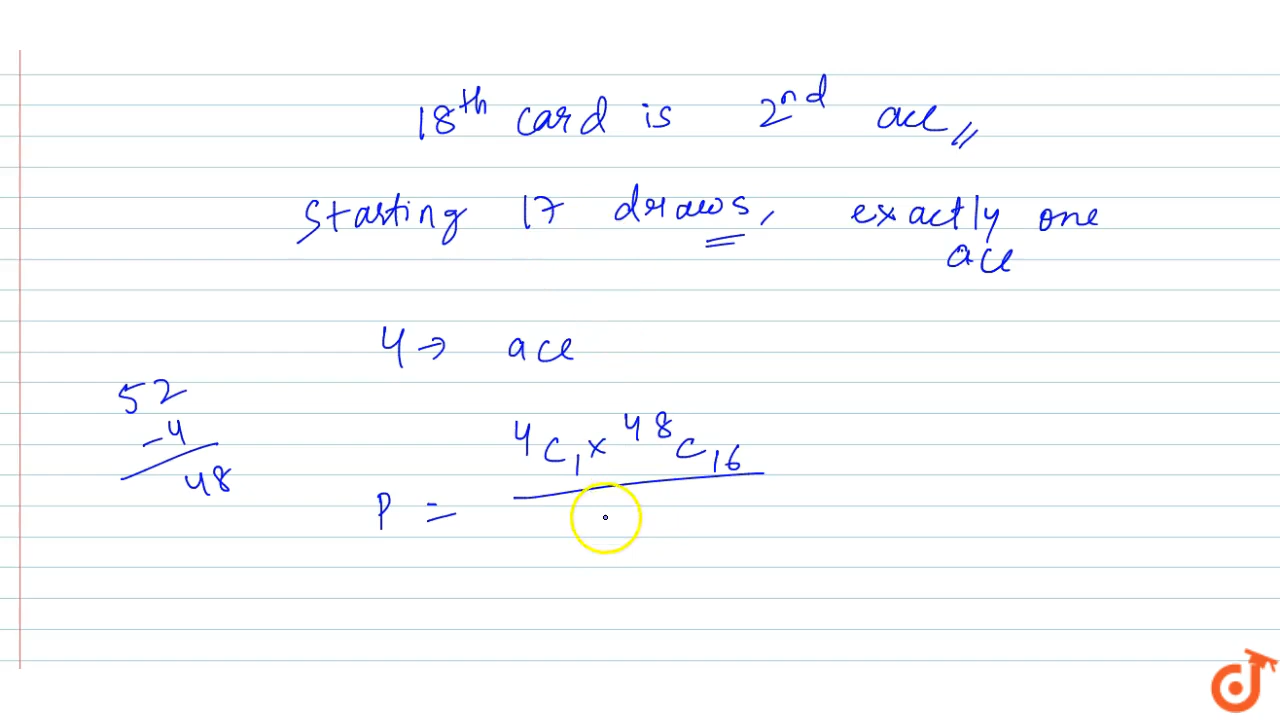 18th card is 2nd ace
starting 17 draws, exactly one
ace
4 → ace
52
-4
48
4C1 x 48C16
P =